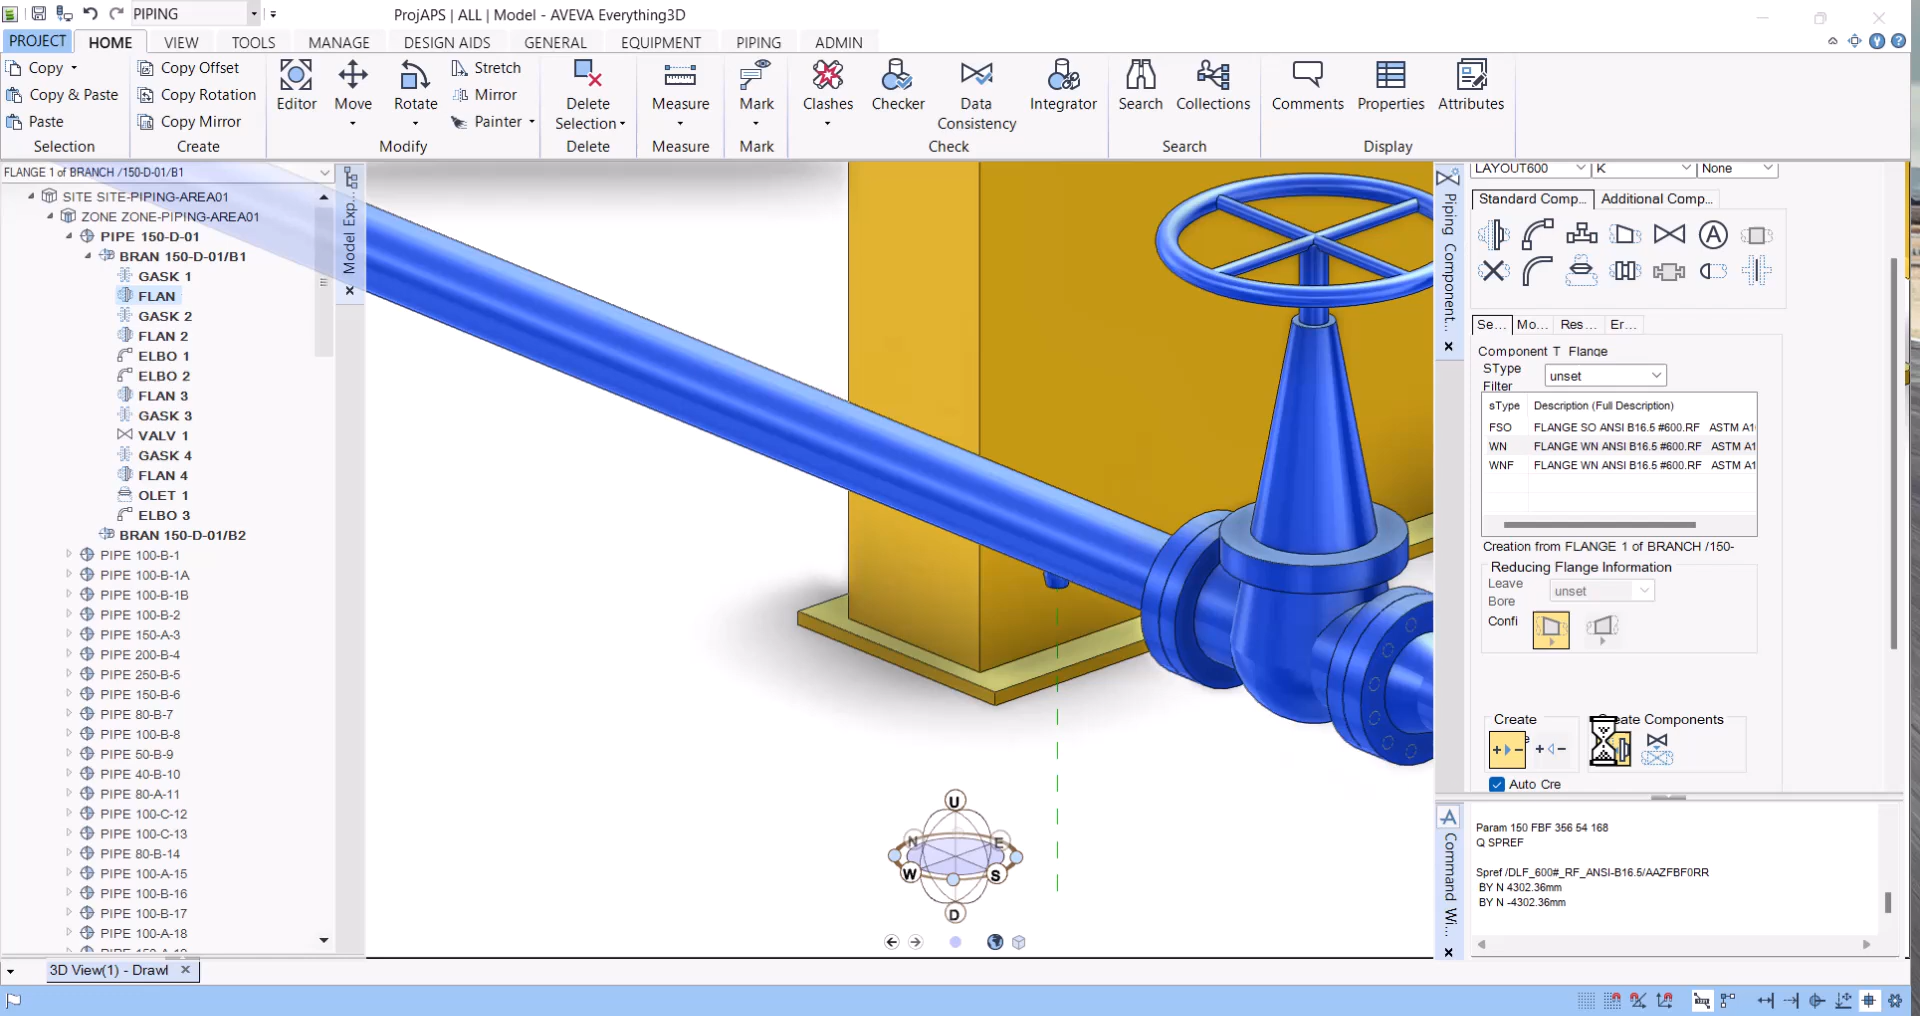 PIPING
ProjAPS | ALL | Model - AVEVA Everything3D
PROJECT
HOME
VIEW
TOOLS
MANAGE
DESIGN AIDS
GENERAL
EQUIPMENT
PIPING
ADMIN
Copy
Copy & Paste
Paste
Selection
Copy Offset
Copy Rotation
Copy Mirror
Create
Editor
Move
Rotate
Stretch
Mirror
Painter
Modify
Delete
Selection
Delete
Measure
Measure
Mark
Mark
Clashes
Checker
Data
Consistency
Integrator
Check
Search
Collections
Search
Comments
Properties
Attributes
Display
FLANGE 1 of BRANCH /150-D-01/B1
SITE SITE-PIPING-AREA01
ZONE ZONE-PIPING-AREA01
PIPE 150-D-01
BRAN 150-D-01/B1
GASK 1
FLAN
GASK 2
FLAN 2
ELBO 1
ELBO 2
FLAN 3
GASK 3
VALV 1
GASK 4
FLAN 4
OLET 1
ELBO 3
BRAN 150-D-01/B2
PIPE 100-B-1
PIPE 100-B-1A
PIPE 100-B-1B
PIPE 100-B-2
PIPE 150-A-3
PIPE 200-B-4
PIPE 250-B-5
PIPE 150-B-6
PIPE 80-B-7
PIPE 100-B-8
PIPE 50-B-9
PIPE 40-B-10
PIPE 80-A-11
PIPE 100-C-12
PIPE 100-C-13
PIPE 80-B-14
PIPE 100-A-15
PIPE 100-B-16
PIPE 100-B-17
PIPE 100-A-18
Model Exp...
U
N
E
W
S
D
Piping Component...
LAYOUT600
K
None
Standard Comp...
Additional Comp...
A
Se...
Mo...
Res...
Er...
Component T Flange
SType
Filter
unset
sType Description (Full Description)
FSO FLANGE SO ANSI B16.5 #600.RF ASTM A1
WN FLANGE WN ANSI B16.5 #600.RF ASTM A1
WNF FLANGE WN ANSI B16.5 #600.RF ASTM A1
Creation from FLANGE 1 of BRANCH /150-
Reducing Flange Information
Leave
Bore
unset
Confi
Create
Components
Auto Cre
Command Wi...
Param 150 FBF 356 54 168
Q SPREF
Spref /DLF_600#_RF_ANSI-B16.5/AAZFBF0RR
BY N 4302.36mm
BY N -4302.36mm
3D View(1) - Drawl